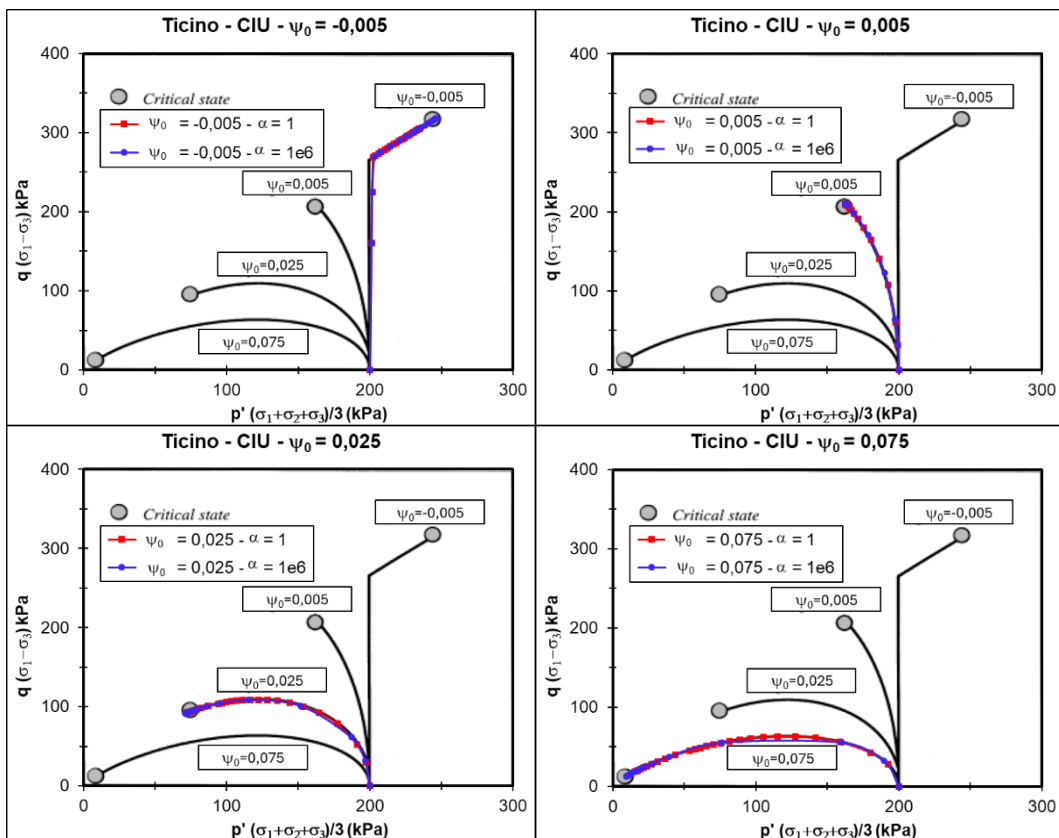 Ticino - CIU - ψ₀ = -0,005
400
300
200
100
0
q (σ₁−σ₃) kPa
Critical state
ψ₀ = -0,005 - α = 1
ψ₀ = -0,005 - α = 1e6
ψ₀=-0,005
ψ₀=0,005
ψ₀=0,025
ψ₀=0,075
0 100 200 300
p' (σ₁+σ₂+σ₃)/3 (kPa)
Ticino - CIU - ψ₀ = 0,005
400
300
200
100
0
q (σ₁−σ₃) kPa
Critical state
ψ₀ = 0,005 - α = 1
ψ₀ = 0,005 - α = 1e6
ψ₀=-0,005
ψ₀=0,005
ψ₀=0,025
ψ₀=0,075
0 100 200 300
p' (σ₁+σ₂+σ₃)/3 (kPa)
Ticino - CIU - ψ₀ = 0,025
400
300
200
100
0
q (σ₁−σ₃) kPa
Critical state
ψ₀ = 0,025 - α = 1
ψ₀ = 0,025 - α = 1e6
ψ₀=-0,005
ψ₀=0,005
ψ₀=0,025
ψ₀=0,075
0 100 200 300
p' (σ₁+σ₂+σ₃)/3 (kPa)
Ticino - CIU - ψ₀ = 0,075
400
300
200
100
0
q (σ₁−σ₃) kPa
Critical state
ψ₀ = 0,075 - α = 1
ψ₀ = 0,075 - α = 1e6
ψ₀=-0,005
ψ₀=0,005
ψ₀=0,025
ψ₀=0,075
0 100 200 300
p' (σ₁+σ₂+σ₃)/3 (kPa)